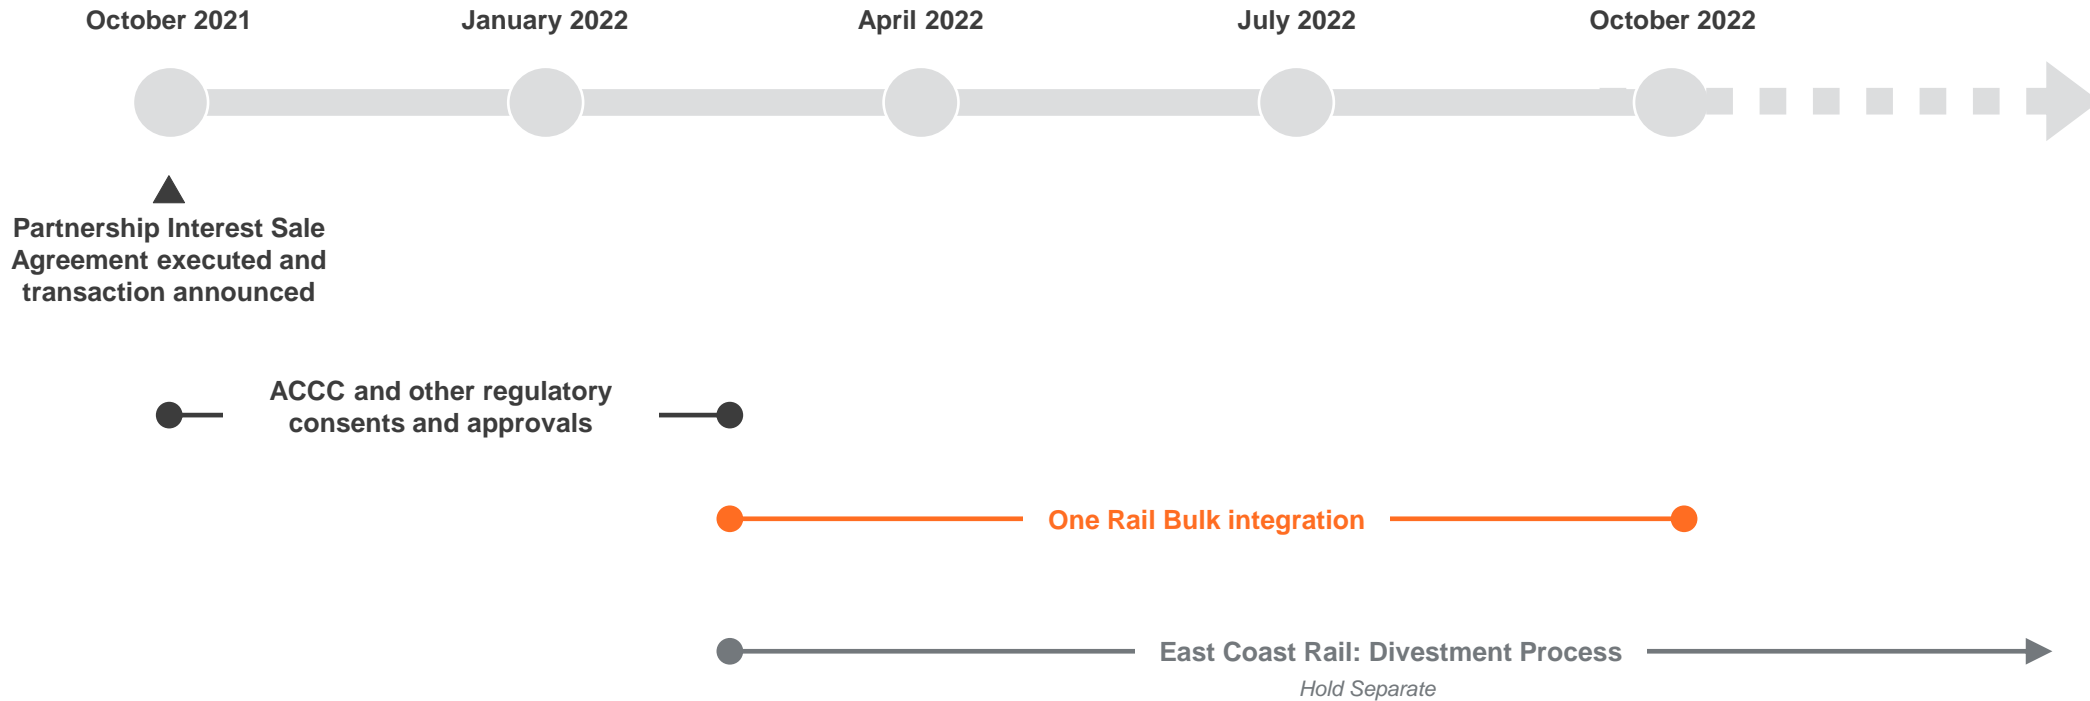 October 2021
January 2022
April 2022
July 2022
October 2022
Partnership Interest Sale
Agreement executed and
transaction announced
ACCC and other regulatory
consents and approvals
One Rail Bulk integration
East Coast Rail: Divestment Process
Hold Separate